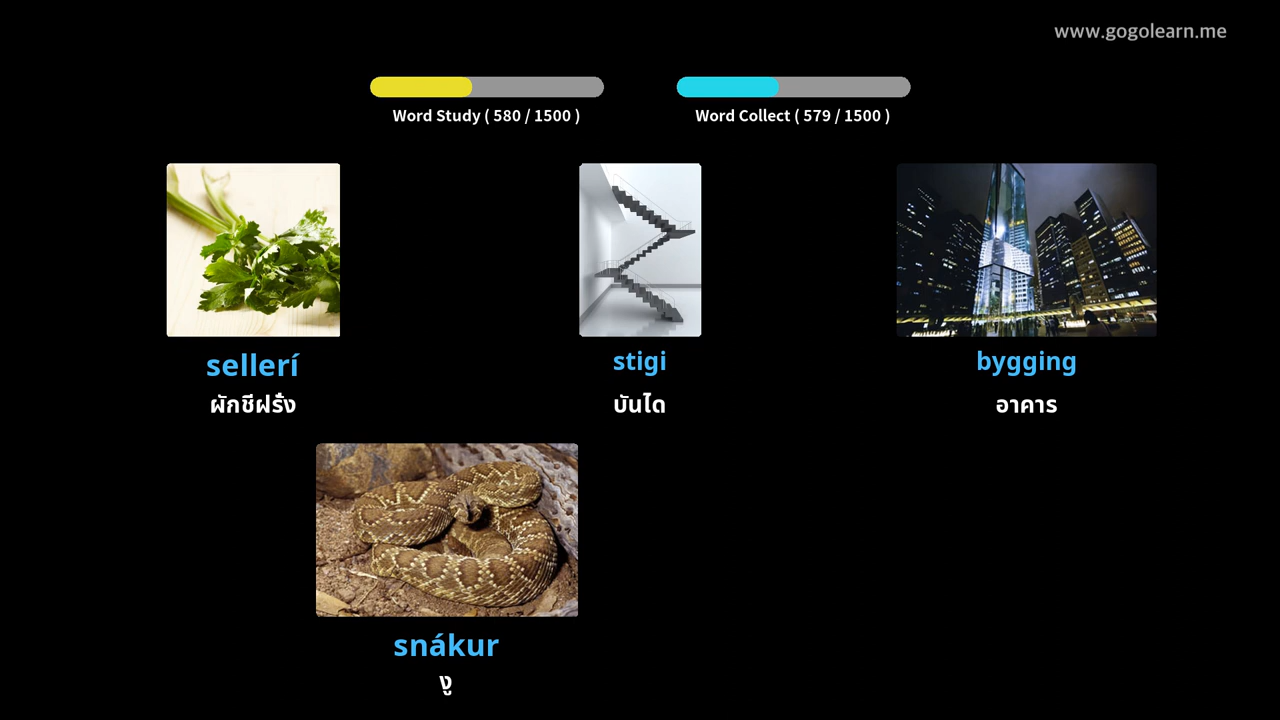 www.gogolearn.me
Word Study ( 580 / 1500 )
Word Collect ( 579 / 1500 )
sellerí
stigi
bygging
ผักชีฝรั่ง
บันได
อาคาร
snákur
งู